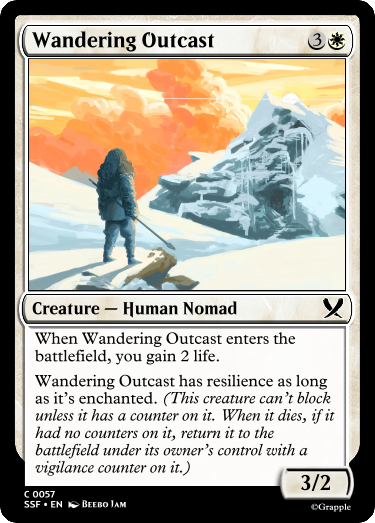 Wandering Outcast 3
Creature — Human Nomad
When Wandering Outcast enters the
battlefield, you gain 2 life.
Wandering Outcast has resilience as long
as it's enchanted. (This creature can't block
unless it has a counter on it. When it dies, if it
had no counters on it, return it to the
battlefield under its owner's control with a
vigilance counter on it.)
3/2
C 0057
SSF • EN Beebo Jam
©Grapple